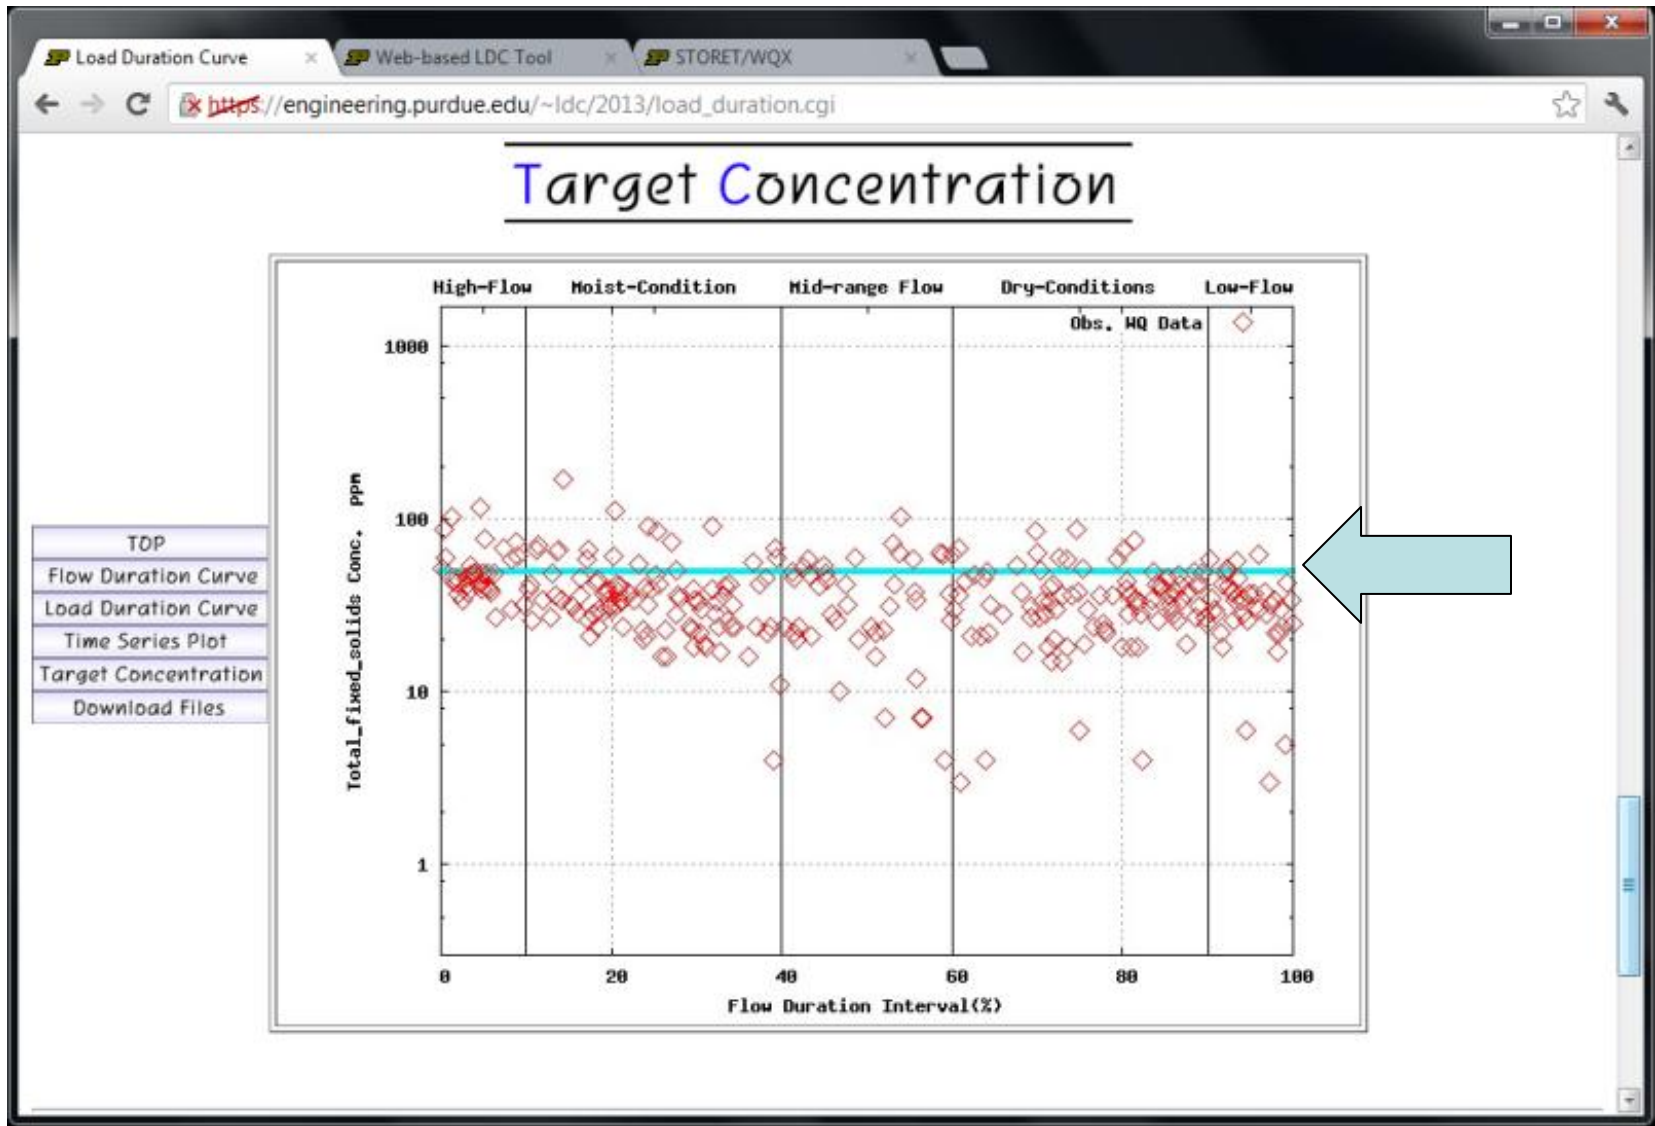 Load Duration Curve
Web-based LDC Tool
STORET/WQX
https://engineering.purdue.edu/~ldc/2013/load_duration.cgi
Target Concentration
High-Flow Moist-Condition Mid-range Flow Dry-Conditions Low-Flow
Obs. WQ Data
1000
100
10
1
Total_fixed_solids Conc. ppm
0 20 40 60 80 100
Flow Duration Interval(%)
TOP
Flow Duration Curve
Load Duration Curve
Time Series Plot
Target Concentration
Download Files